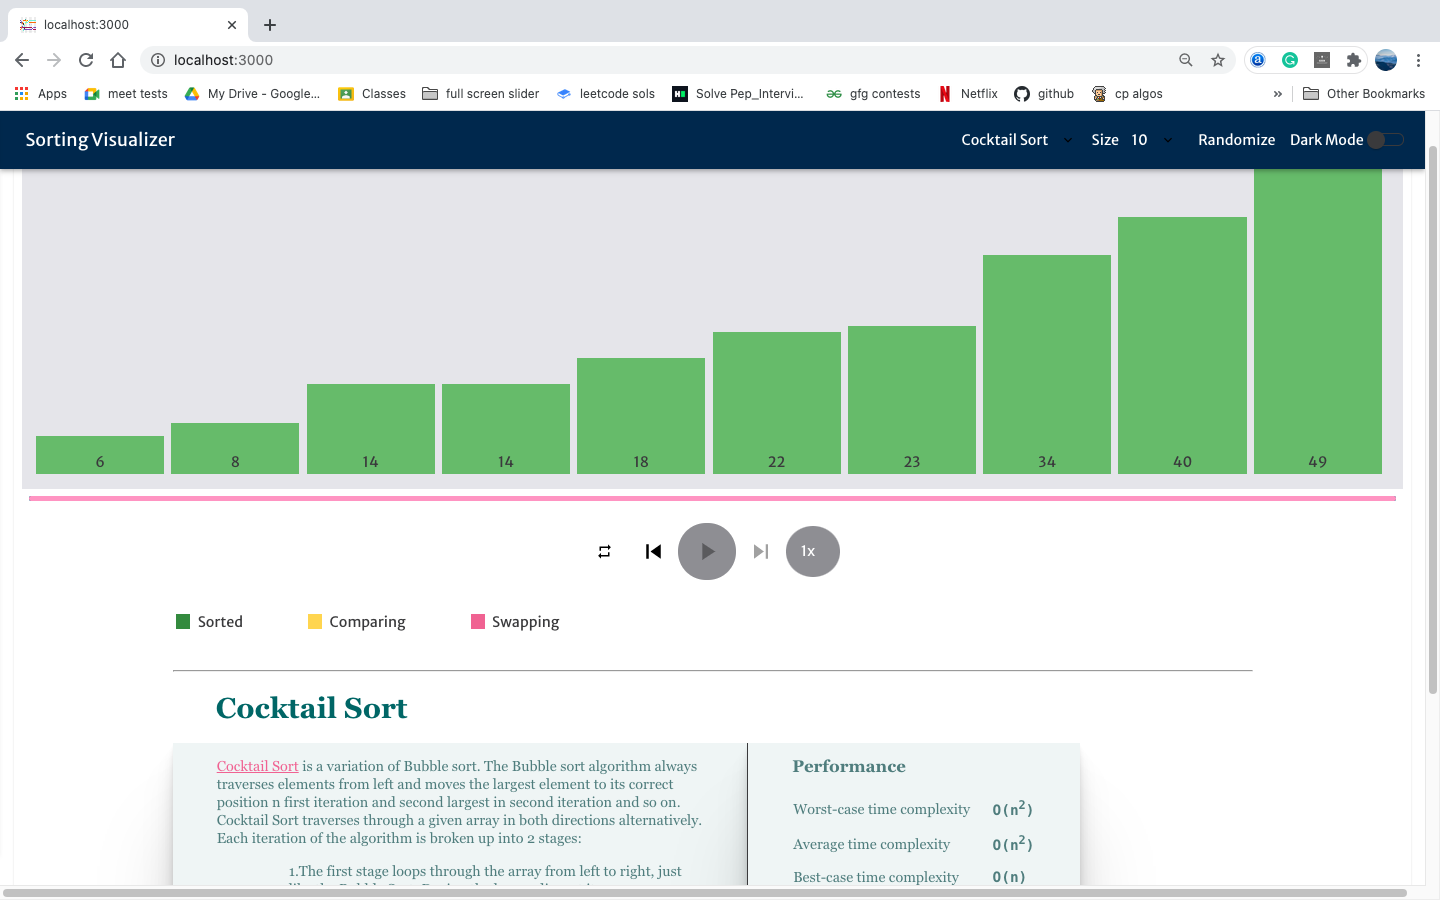 localhost:3000
localhost:3000
Apps meet tests My Drive - Google... Classes full screen slider leetcode sols Solve Pep_Intervi... gfg contests Netflix github cp algos » Other Bookmarks
Sorting Visualizer Cocktail Sort Size 10 Randomize Dark Mode
6 8 14 14 18 22 23 34 40 49
1x
Sorted Comparing Swapping
Cocktail Sort
Cocktail Sort is a variation of Bubble sort. The Bubble sort algorithm always
traverses elements from left and moves the largest element to its correct
position n first iteration and second largest in second iteration and so on.
Cocktail Sort traverses through a given array in both directions alternatively.
Each iteration of the algorithm is broken up into 2 stages:
1.The first stage loops through the array from left to right, just
Performance
Worst-case time complexity O(n²)
Average time complexity O(n²)
Best-case time complexity O(n)